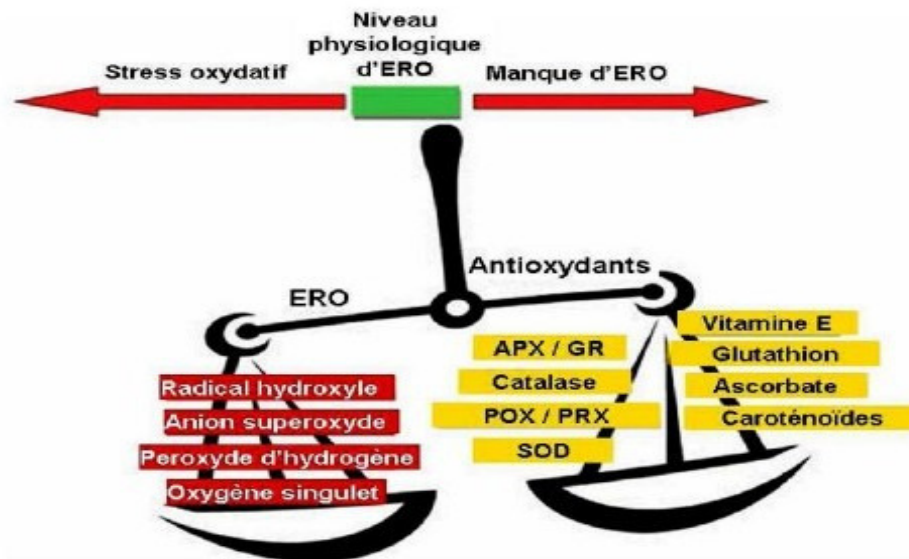 Niveau
physiologique
d'ERO
Stress oxydatif
Manque d'ERO
Antioxydants
ERO
Radical hydroxyle
Anion superoxyde
Peroxyde d'hydrogène
Oxygène singulet
APX / GR
Catalase
POX / PRX
SOD
Vitamine E
Glutathion
Ascorbate
Caroténoïdes